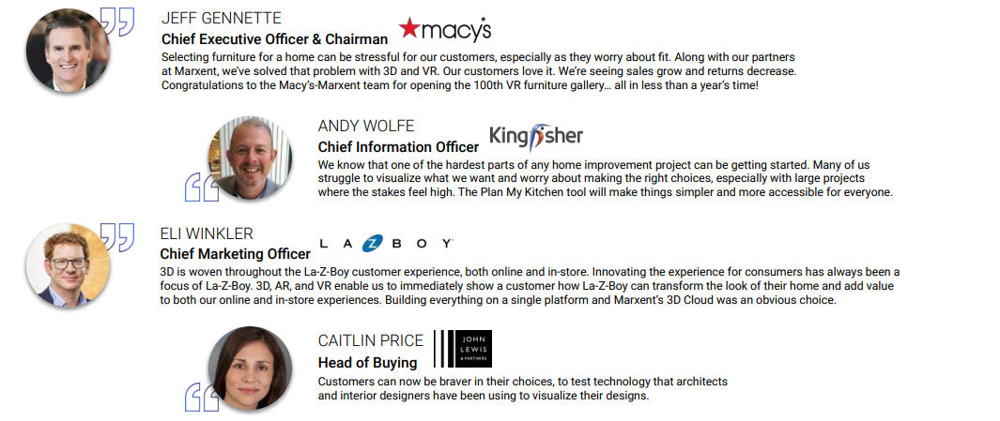 JEFF GENNETTE
Chief Executive Officer & Chairman
macy's
Selecting furniture for a home can be stressful for our customers, especially as they worry about fit. Along with our partners
at Marxent, we've solved that problem with 3D and VR. Our customers love it. We're seeing sales grow and returns decrease.
Congratulations to the Macy's-Marxent team for opening the 100th VR furniture gallery… all in less than a year's time!
ANDY WOLFE
Chief Information Officer
Kingfisher
We know that one of the hardest parts of any home improvement project can be getting started. Many of us
struggle to visualize what we want and worry about making the right choices, especially with large projects
where the stakes feel high. The Plan My Kitchen tool will make things simpler and more accessible for everyone.
ELI WINKLER
Chief Marketing Officer
LAZBOY
3D is woven throughout the La-Z-Boy customer experience, both online and in-store. Innovating the experience for consumers has always been a
focus of La-Z-Boy. 3D, AR, and VR enable us to immediately show a customer how La-Z-Boy can transform the look of their home and add value
to both our online and in-store experiences. Building everything on a single platform and Marxent's 3D Cloud was an obvious choice.
CAITLIN PRICE
Head of Buying
JOHN
LEWIS
& PARTNERS
Customers can now be braver in their choices, to test technology that architects
and interior designers have been using to visualize their designs.